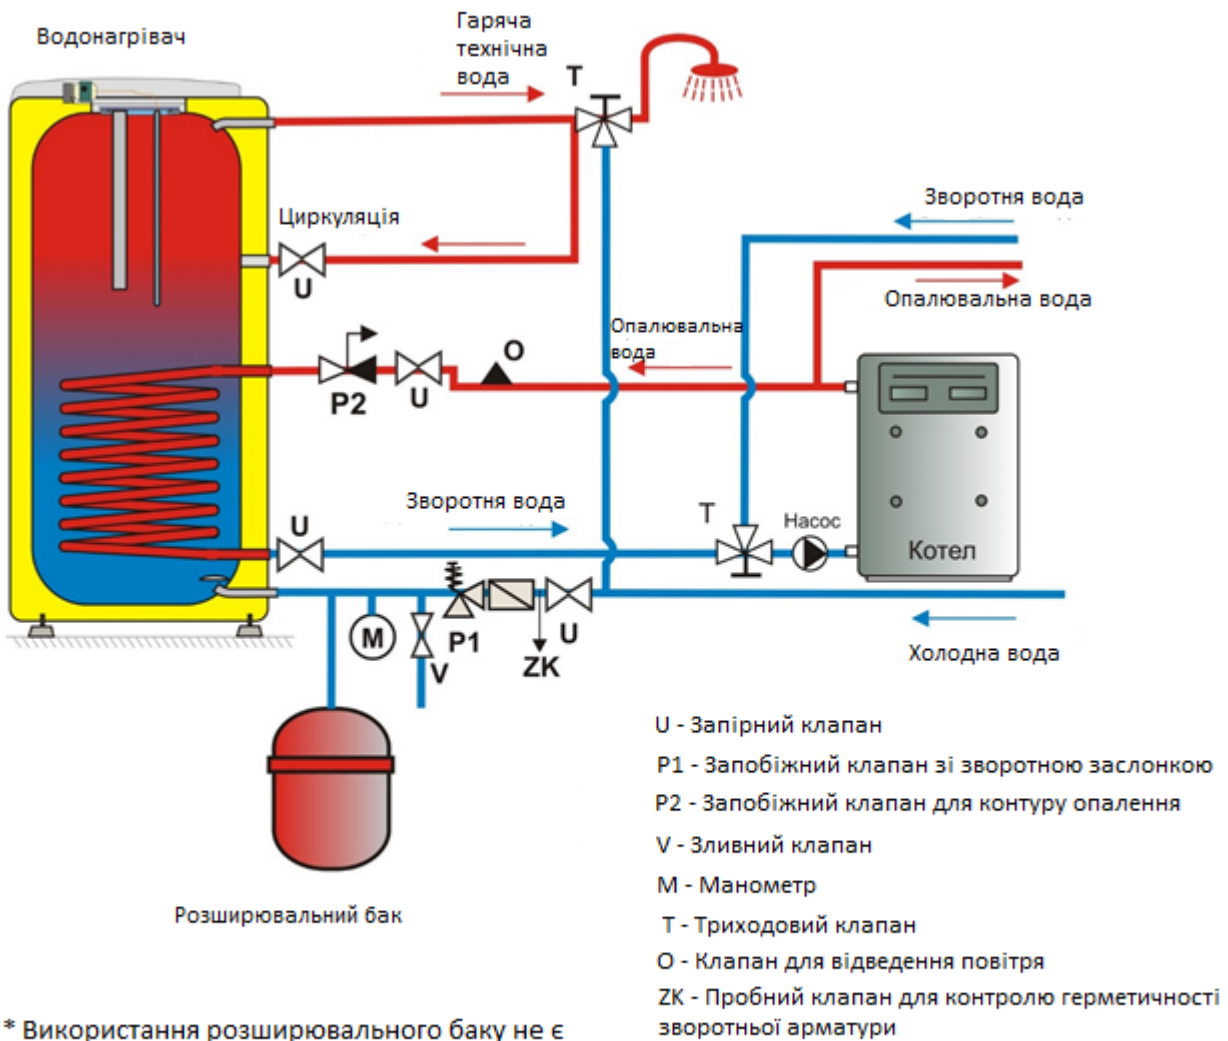 Водонагрівач
Гаряча
технічна
вода
T
Зворотня вода
Циркуляція
U
Опалювальна вода
Опалювальна
вода
O
P2
U
Зворотня вода
U
T
Насос
Котел
M
V
P1
ZK
U
Холодна вода
U - Запірний клапан
P1 - Запобіжний клапан зі зворотною заслонкою
P2 - Запобіжний клапан для контуру опалення
V - Зливний клапан
M - Манометр
T - Триходовий клапан
O - Клапан для відведення повітря
ZK - Пробний клапан для контролю герметичності
зворотньої арматури
Розширювальний бак
* Використання розширювального баку не є